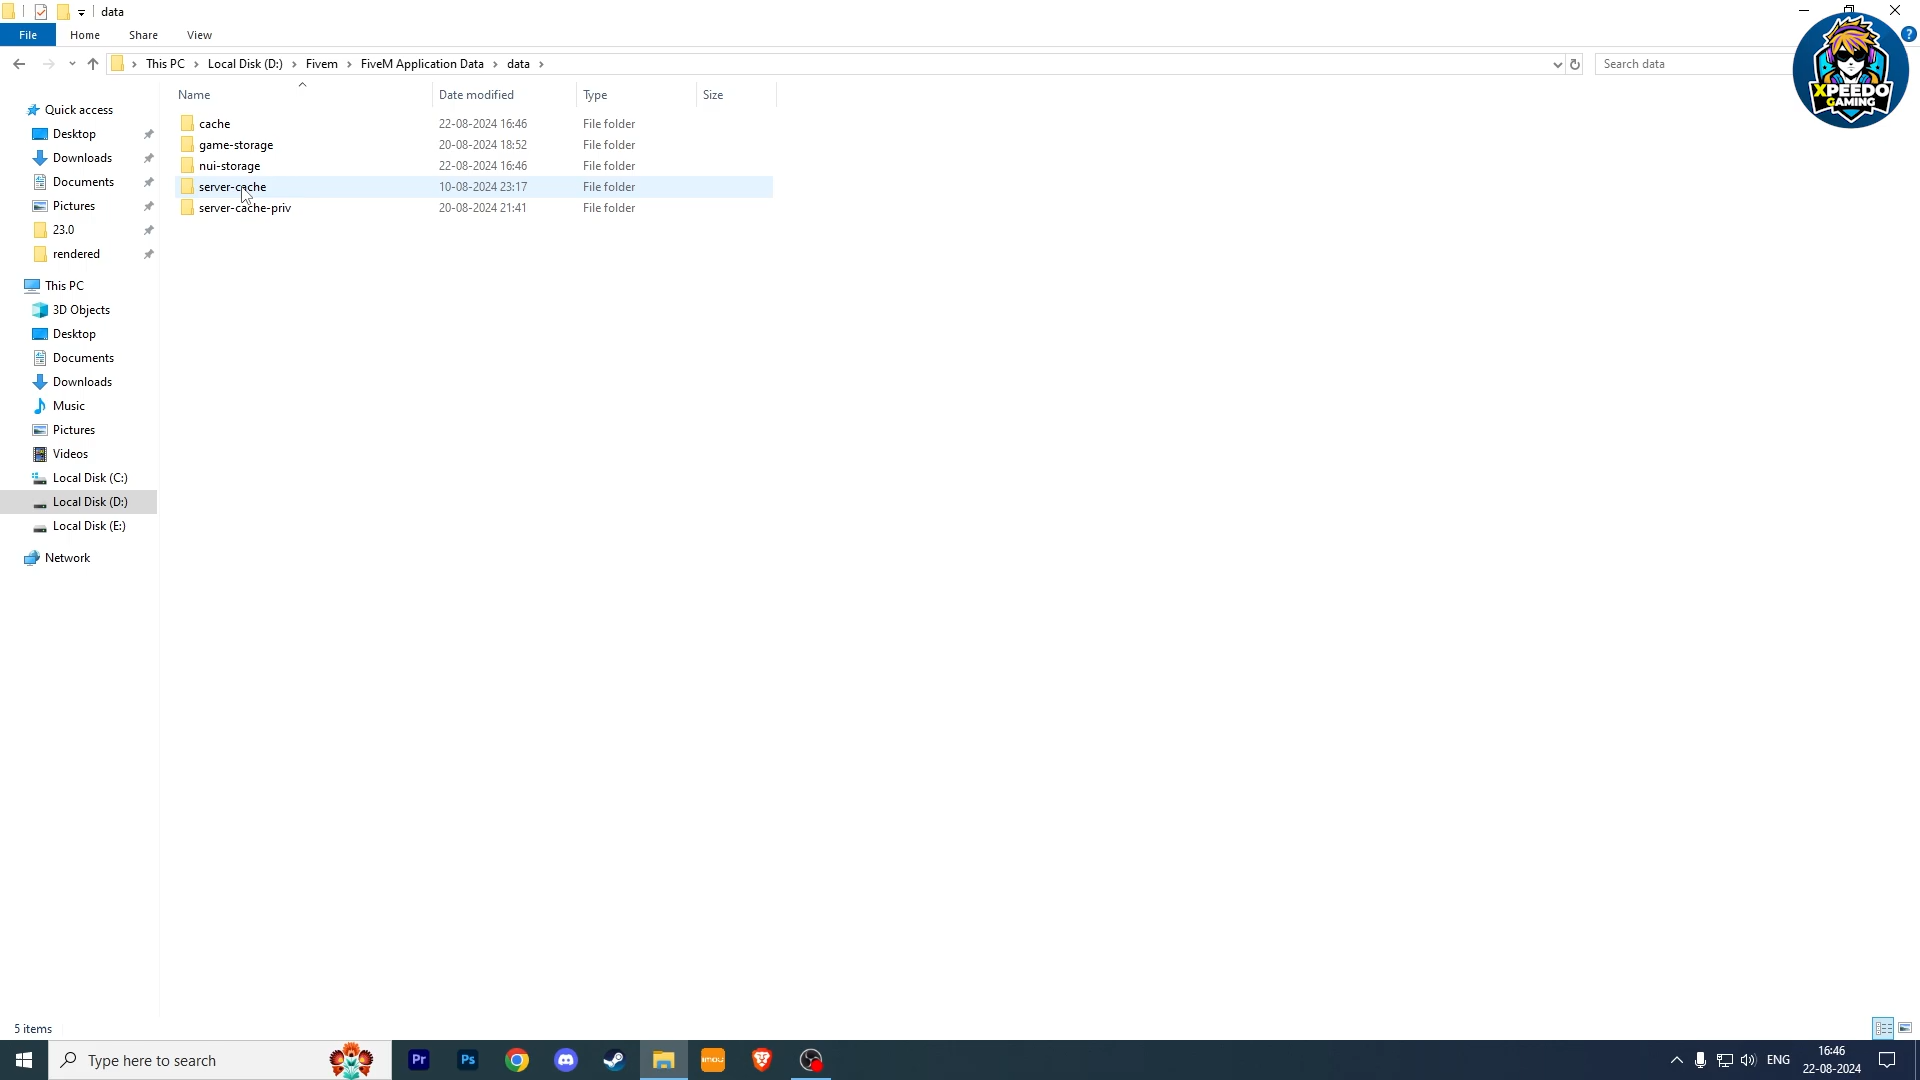 data
File Home Share View
This PC Local Disk (D:) Fivem FiveM Application Data data Search data
XPEEDO
GAMING
?
Name Date modified Type Size
Quick access
Desktop
Downloads
Documents
Pictures
23.0
rendered
This PC
3D Objects
Desktop
Documents
Downloads
Music
Pictures
Videos
Local Disk (C:)
Local Disk (D:)
Local Disk (E:)
Network
cache 22-08-2024 16:46 File folder
game-storage 20-08-2024 18:52 File folder
nui-storage 22-08-2024 16:46 File folder
server-cache 10-08-2024 23:17 File folder
server-cache-priv 20-08-2024 21:41 File folder
5 items
Type here to search
Pr
Ps
imou
ENG
16:46
22-08-2024